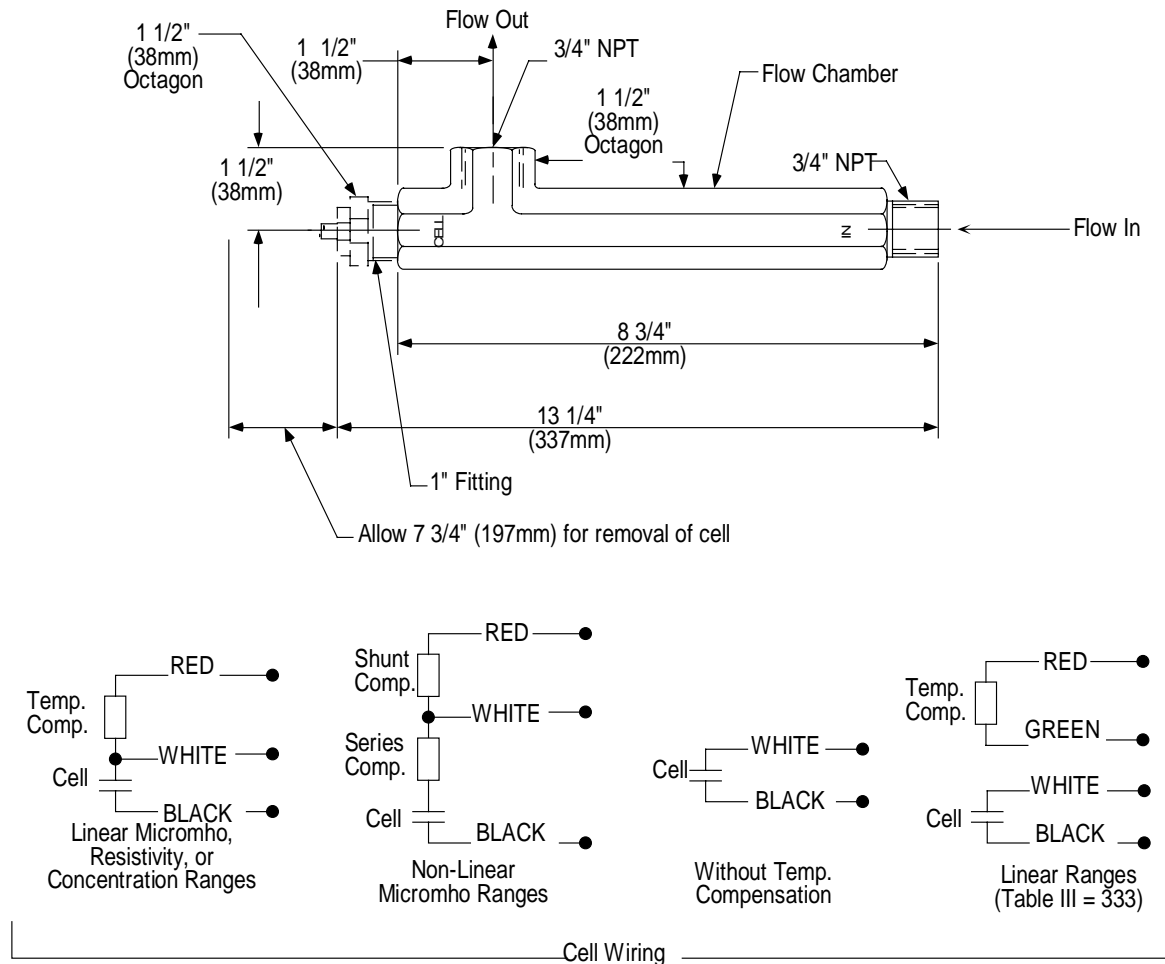 Flow Out
1 1/2"
(38mm)
Octagon
1 1/2"
(38mm)
3/4" NPT
Flow Chamber
1 1/2"
(38mm)
Octagon
3/4" NPT
1 1/2"
(38mm)
CELL
IN
Flow In
8 3/4"
(222mm)
13 1/4"
(337mm)
1" Fitting
Allow 7 3/4" (197mm) for removal of cell
RED
Temp.
Comp.
WHITE
Cell
BLACK
Linear Micromho,
Resistivity, or
Concentration Ranges
RED
Shunt
Comp.
WHITE
Series
Comp.
Cell
BLACK
Non-Linear
Micromho Ranges
WHITE
Cell
BLACK
Without Temp.
Compensation
RED
Temp.
Comp.
GREEN
WHITE
Cell
BLACK
Linear Ranges
(Table III = 333)
Cell Wiring